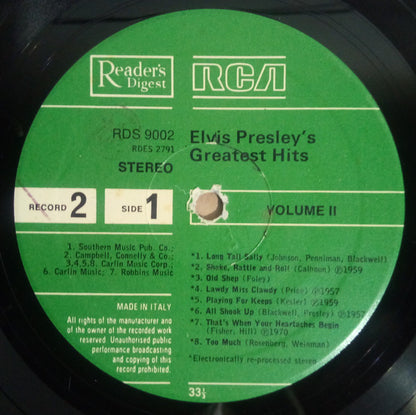 Reader's
Digest
RCA
RDS 9002
RDES 2791
STEREO
Elvis Presley's
Greatest Hits
RECORD 2
SIDE 1
VOLUME II
1. Southern Music Pub. Co.;
2. Campbell, Connelly & Co.;
3,4,5,8. Carlin Music Corp.;
6. Carlin Music; 7. Robbins Music
*1. Long Tall Sally (Johnson, Penniman, Blackwell)
*2. Shake, Rattle and Roll (Calhoun) Ⓟ1959
*3. Old Shep (Foley)
*4. Lawdy Miss Clawdy (Price) Ⓟ1957
*5. Playing For Keeps (Kesler) Ⓟ1959
*6. All Shook Up (Blackwell, Presley) Ⓟ1957
*7. That's When Your Heartaches Begin
(Fisher, Hill) Ⓟ1970
*8. Too Much (Rosenberg, Weinman)
*Electronically re-processed stereo
MADE IN ITALY
All rights of the manufacturer and
of the owner of the recorded work
reserved. Unauthorised public
performance broadcasting
and copying of this
record prohibited.
33⅓